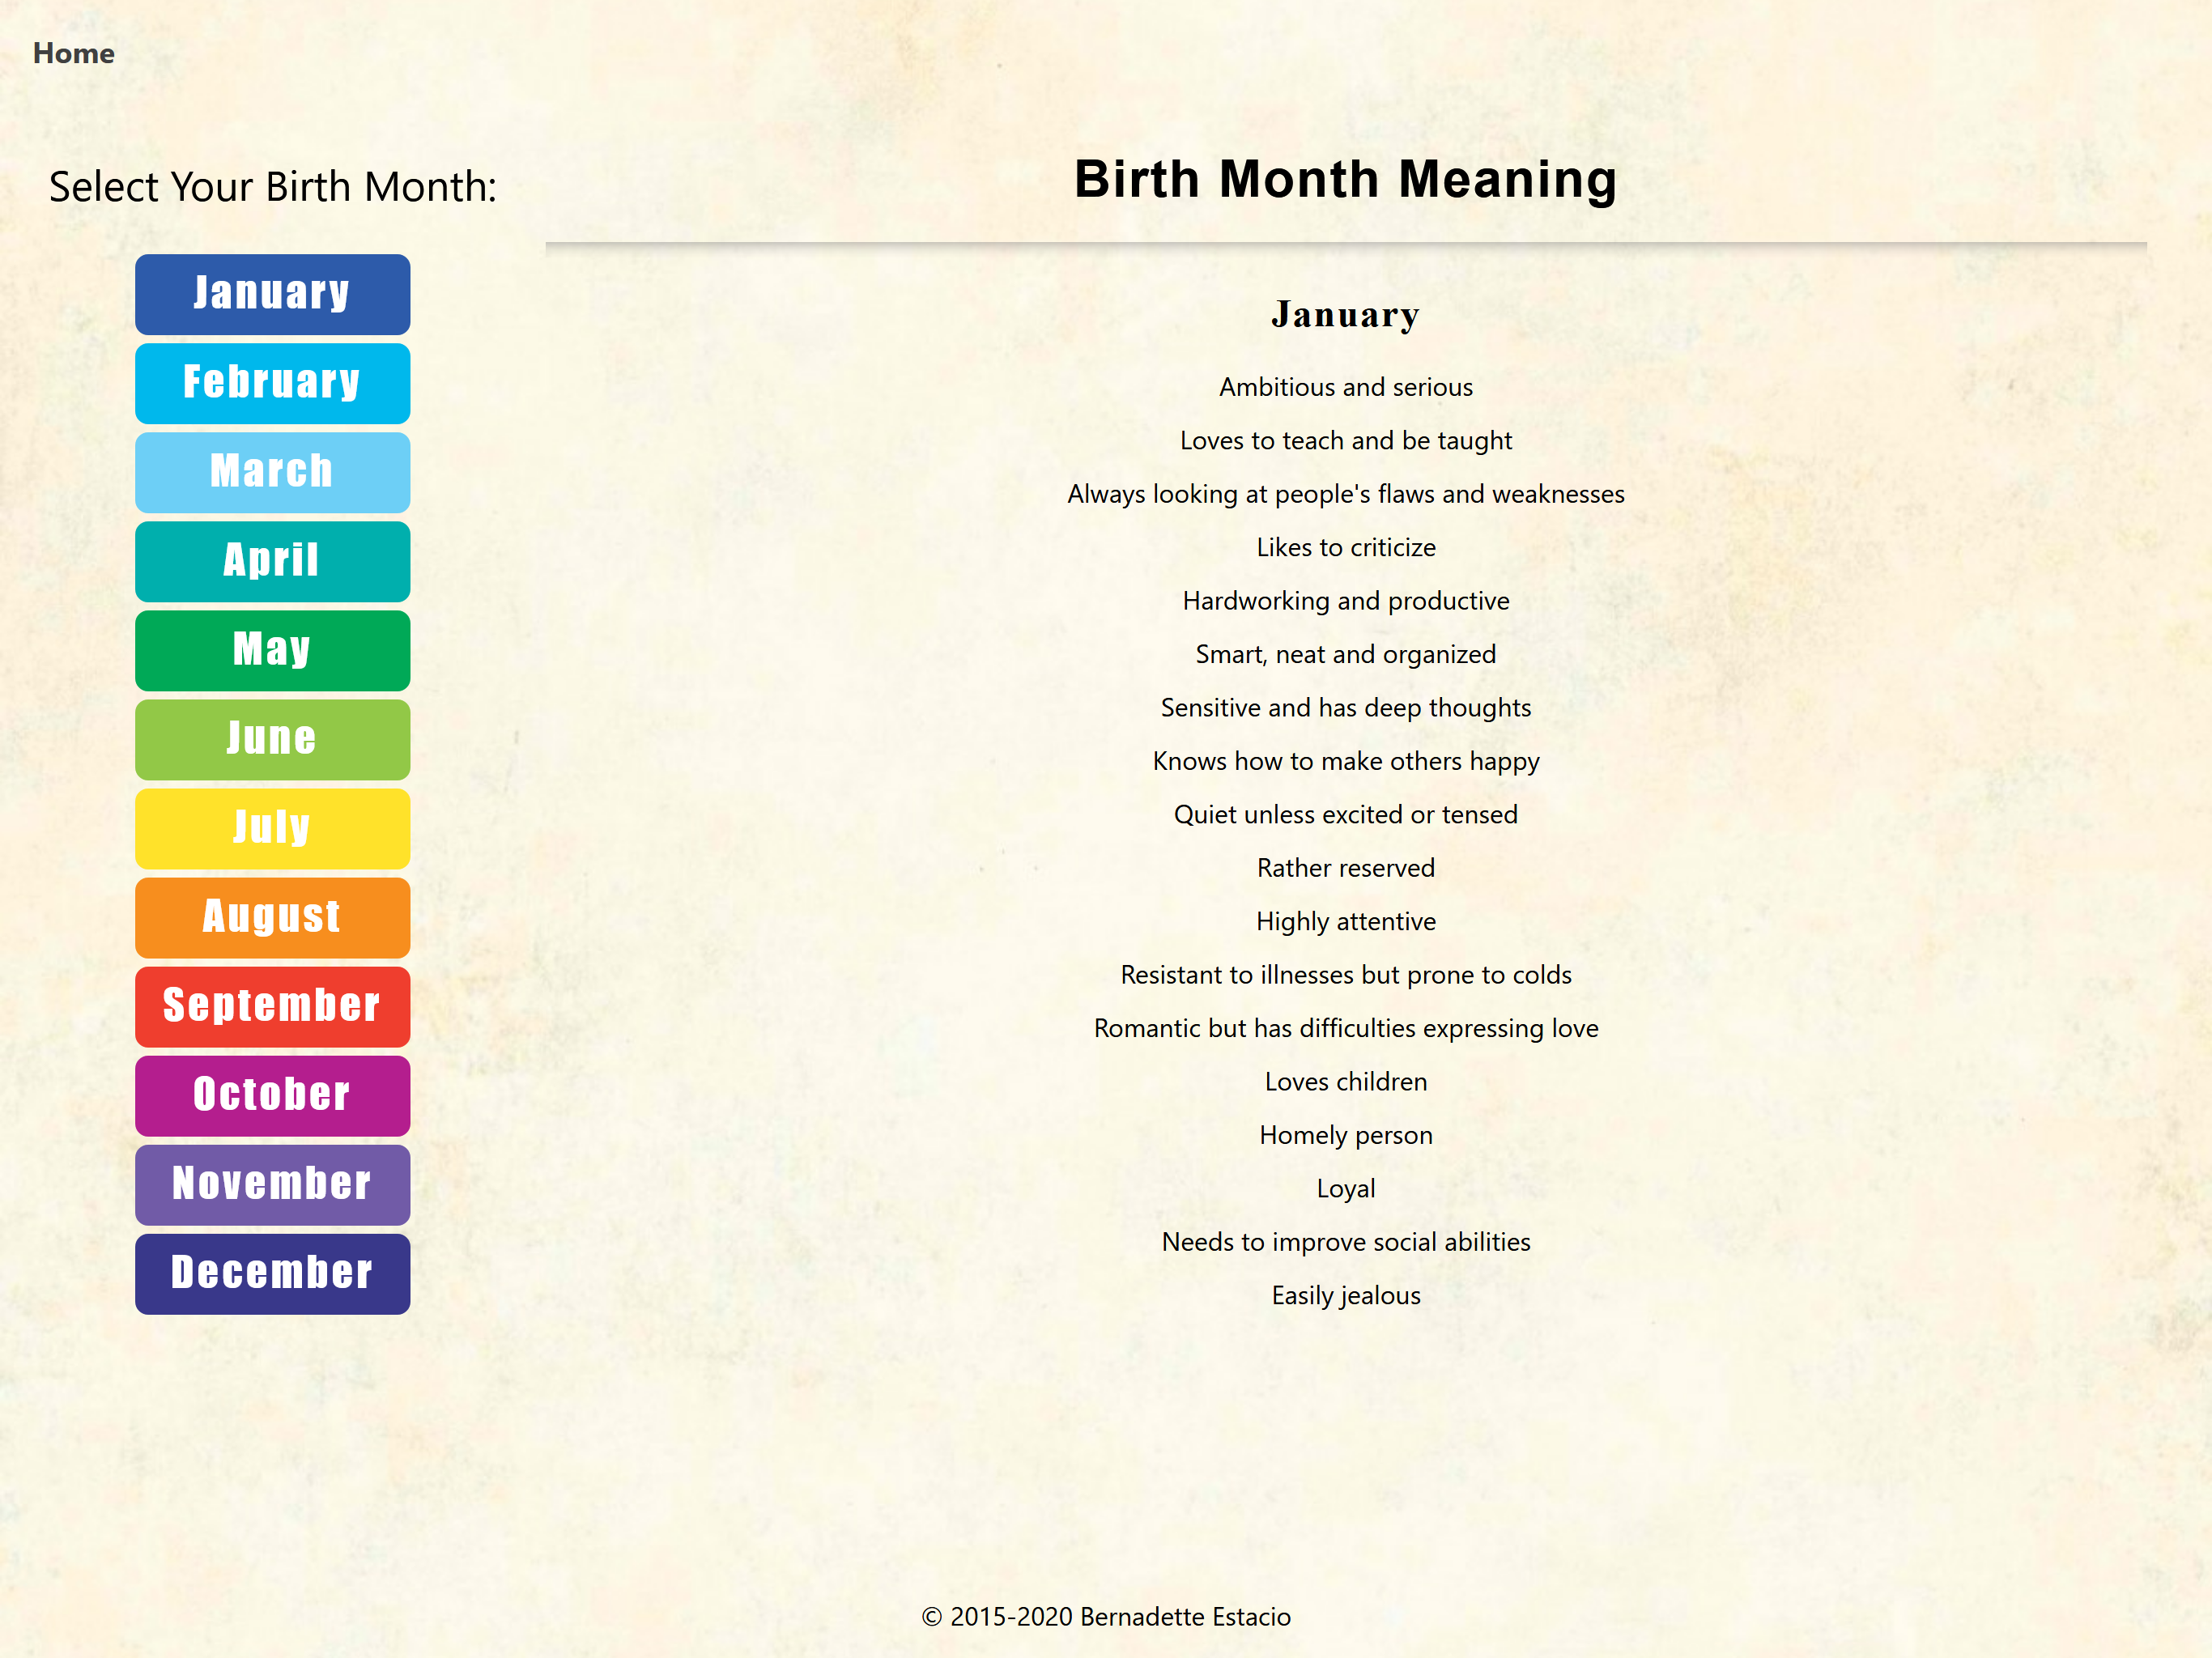 Home
Select Your Birth Month:
January
February
March
April
May
June
July
August
September
October
November
December
Birth Month Meaning
January
Ambitious and serious
Loves to teach and be taught
Always looking at people's flaws and weaknesses
Likes to criticize
Hardworking and productive
Smart, neat and organized
Sensitive and has deep thoughts
Knows how to make others happy
Quiet unless excited or tensed
Rather reserved
Highly attentive
Resistant to illnesses but prone to colds
Romantic but has difficulties expressing love
Loves children
Homely person
Loyal
Needs to improve social abilities
Easily jealous
© 2015-2020 Bernadette Estacio